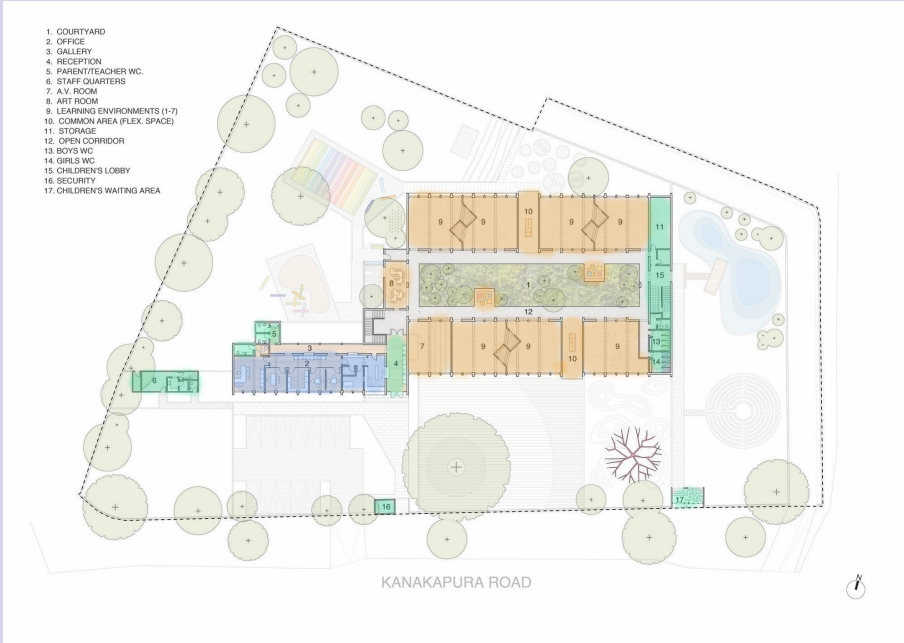 1. COURTYARD
2. OFFICE
3. GALLERY
4. RECEPTION
5. PARENT/TEACHER WC.
6. STAFF QUARTERS
7. A.V. ROOM
8. ART ROOM
9. LEARNING ENVIRONMENTS (1-7)
10. COMMON AREA (FLEX. SPACE)
11. STORAGE
12. OPEN CORRIDOR
13. BOYS WC
14. GIRLS WC
15. CHILDREN'S LOBBY
16. SECURITY
17. CHILDREN'S WAITING AREA
10
9 9 9 9
11
15
8
1
12
5
3
2
4
7
9 9 9
10
13
14
6
16
17
KANAKAPURA ROAD
N